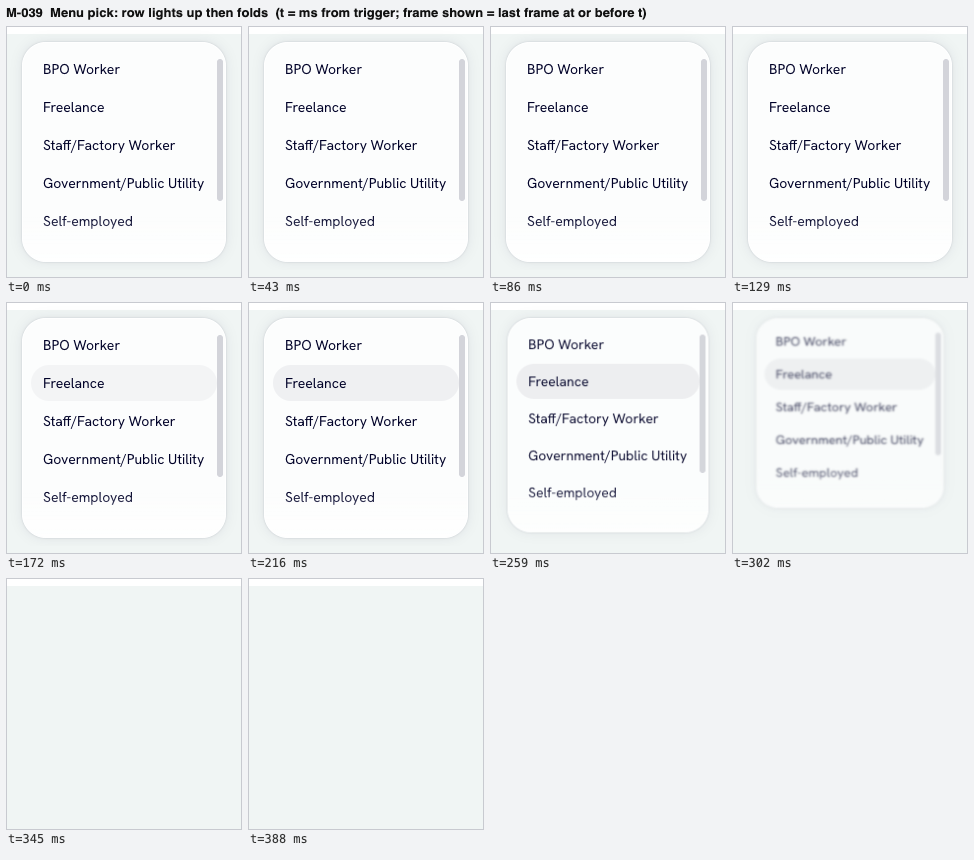 M-039 Menu pick: row lights up then folds (t = ms from trigger; frame shown = last frame at or before t)
BPO Worker
Freelance
Staff/Factory Worker
Government/Public Utility
Self-employed
t=0 ms
BPO Worker
Freelance
Staff/Factory Worker
Government/Public Utility
Self-employed
t=43 ms
BPO Worker
Freelance
Staff/Factory Worker
Government/Public Utility
Self-employed
t=86 ms
BPO Worker
Freelance
Staff/Factory Worker
Government/Public Utility
Self-employed
t=129 ms
BPO Worker
Freelance
Staff/Factory Worker
Government/Public Utility
Self-employed
t=172 ms
BPO Worker
Freelance
Staff/Factory Worker
Government/Public Utility
Self-employed
t=216 ms
BPO Worker
Freelance
Staff/Factory Worker
Government/Public Utility
Self-employed
t=259 ms
BPO Worker
Freelance
Staff/Factory Worker
Government/Public Utility
Self-employed
t=302 ms
t=345 ms
t=388 ms